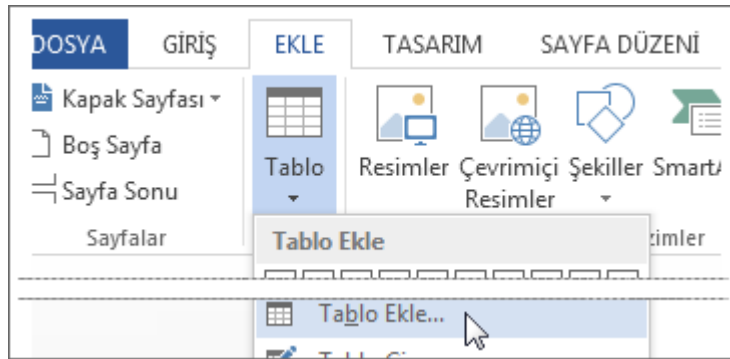 DOSYA GİRİŞ EKLE TASARIM SAYFA DÜZENİ
Kapak Sayfası
Boş Sayfa
Sayfa Sonu
Sayfalar
Tablo
Resimler
Çevrimiçi
Resimler
Şekiller
SmartA
Tablo Ekle
Tablo Ekle...